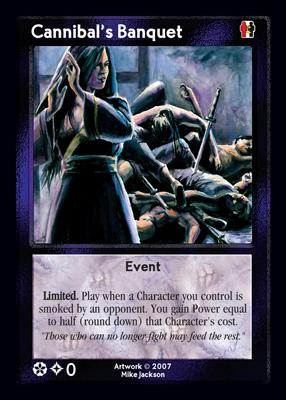 Cannibal's Banquet
Event
Limited. Play when a Character you control is
smoked by an opponent. You gain Power equal
to half (round down) that Character's cost.
"Those who can no longer fight may feed the rest."
0
Artwork © 2007
Mike Jackson